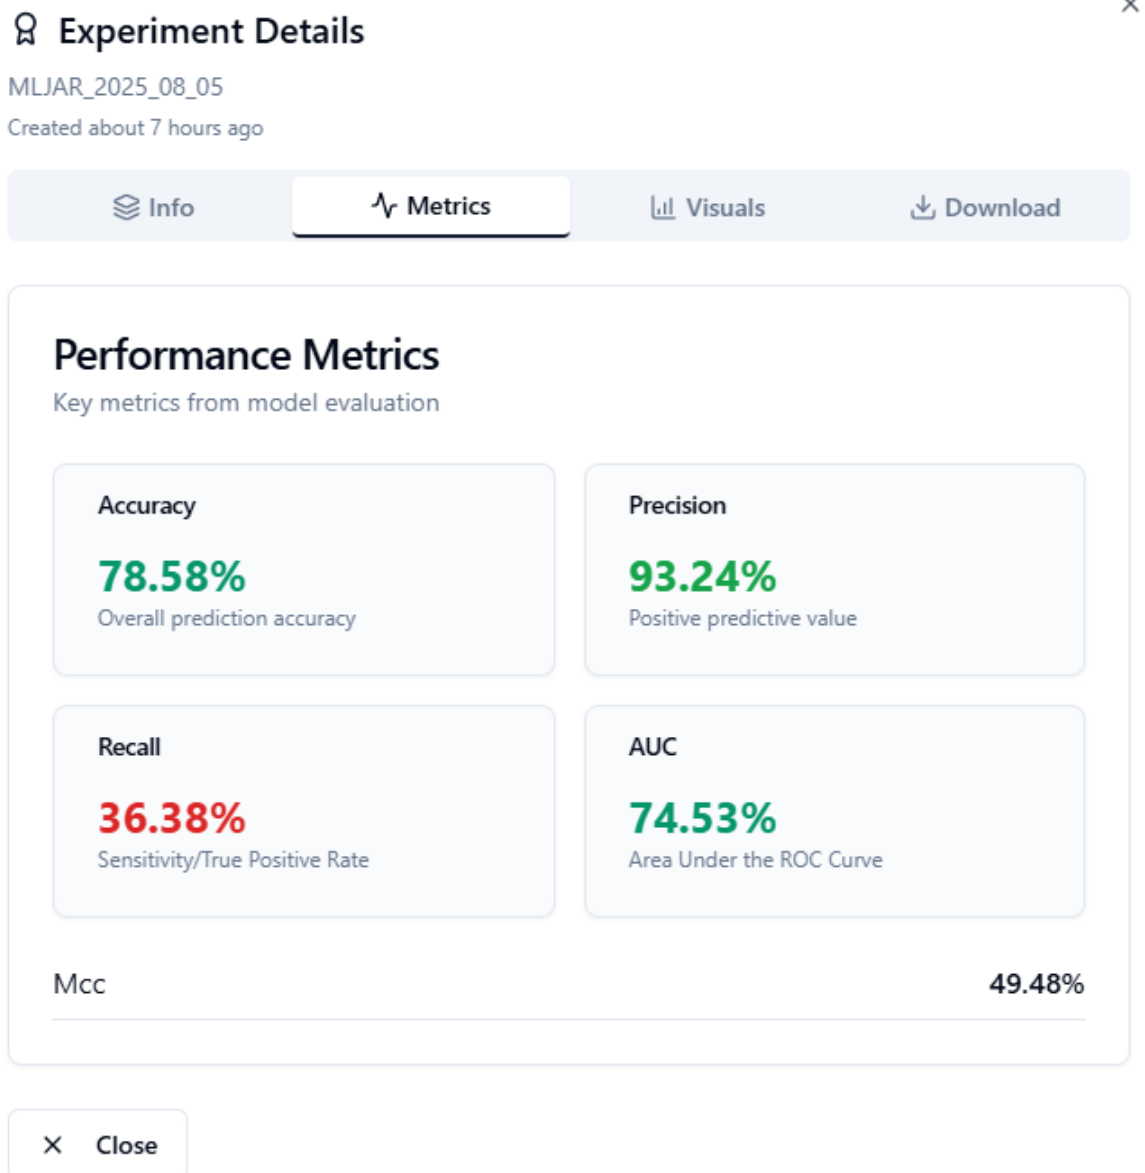 Experiment Details
MLJAR_2025_08_05
Created about 7 hours ago
Info Metrics Visuals Download
Performance Metrics
Key metrics from model evaluation
Accuracy
78.58%
Overall prediction accuracy
Precision
93.24%
Positive predictive value
Recall
36.38%
Sensitivity/True Positive Rate
AUC
74.53%
Area Under the ROC Curve
Mcc 49.48%
Close